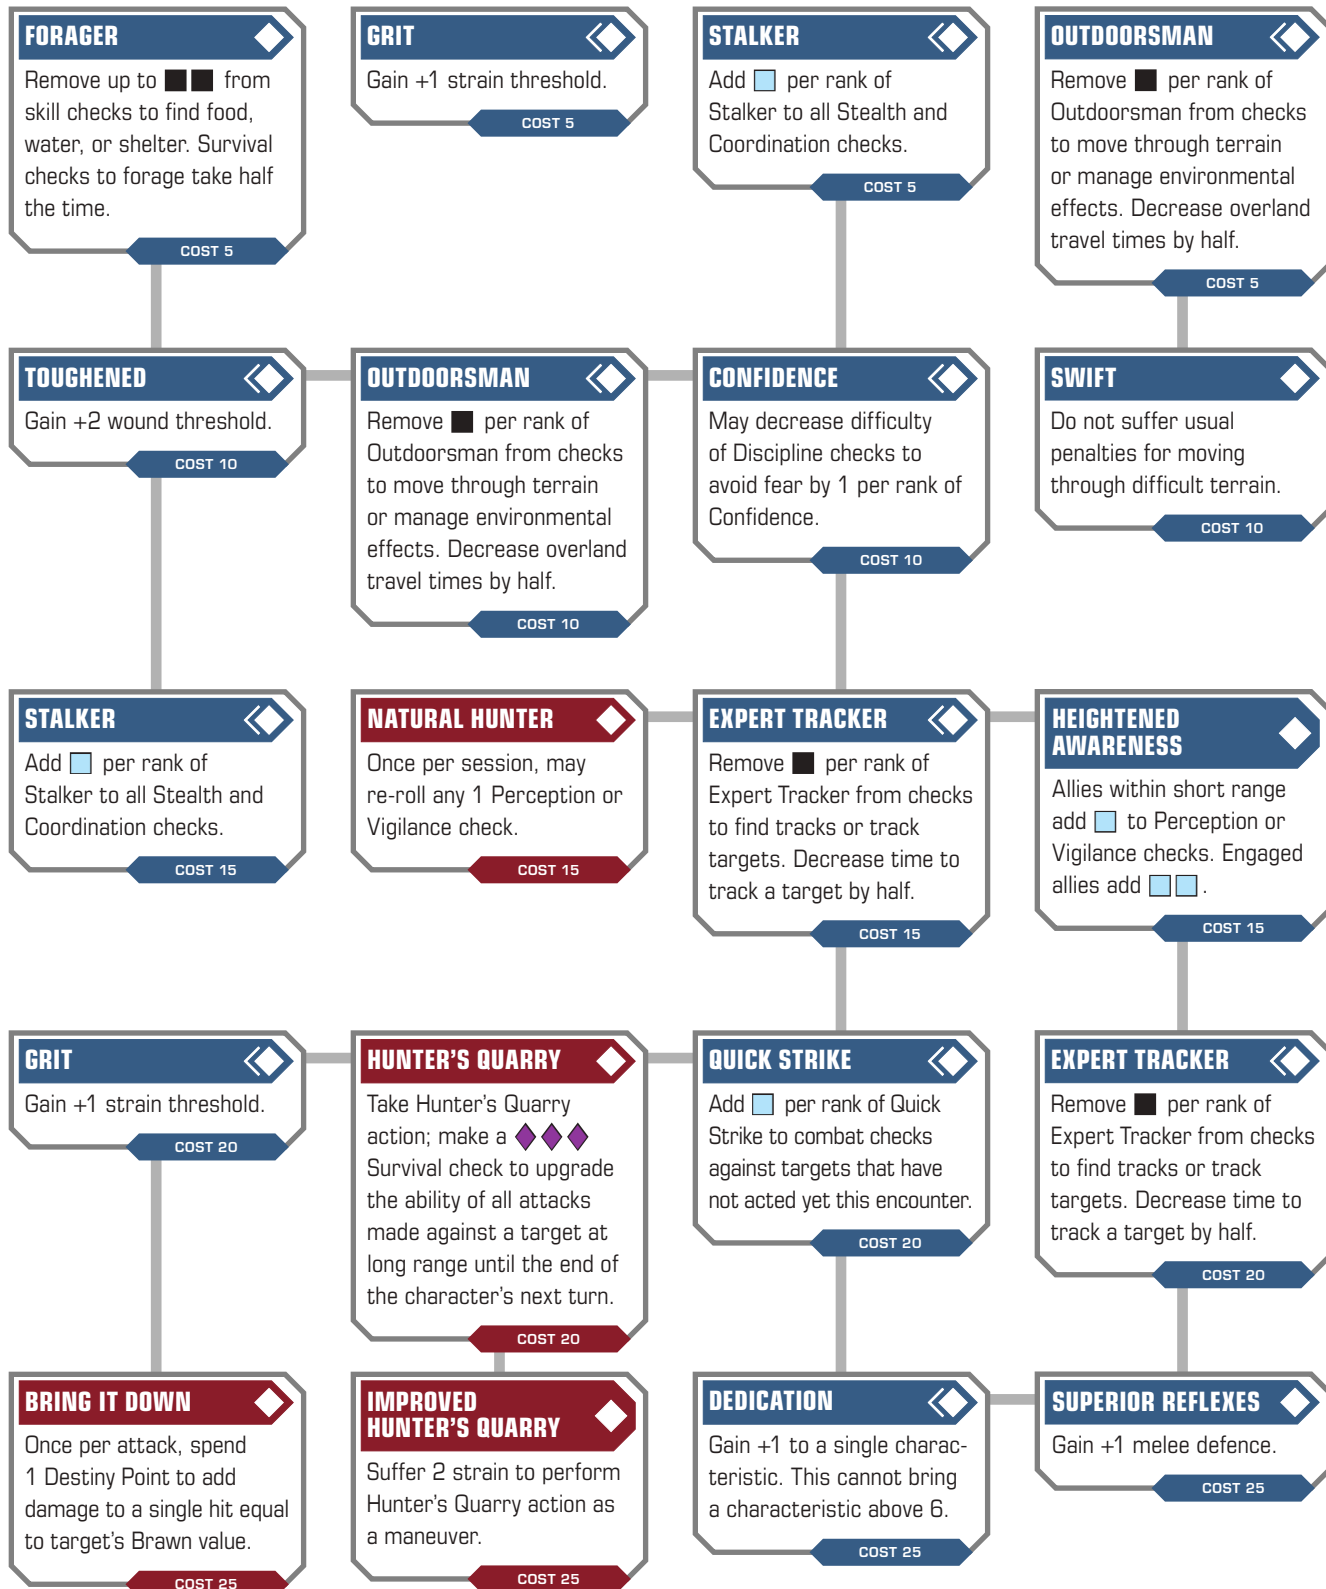 FORAGER
Remove up to from
skill checks to find food,
water, or shelter. Survival
checks to forage take half
the time.
COST 5
GRIT
Gain +1 strain threshold.
COST 5
STALKER
Add per rank of
Stalker to all Stealth and
Coordination checks.
COST 5
OUTDOORSMAN
Remove per rank of
Outdoorsman from checks
to move through terrain
or manage environmental
effects. Decrease overland
travel times by half.
COST 5
TOUGHENED
Gain +2 wound threshold.
COST 10
OUTDOORSMAN
Remove per rank of
Outdoorsman from checks
to move through terrain
or manage environmental
effects. Decrease overland
travel times by half.
COST 10
CONFIDENCE
May decrease difficulty
of Discipline checks to
avoid fear by 1 per rank of
Confidence.
COST 10
SWIFT
Do not suffer usual
penalties for moving
through difficult terrain.
COST 10
STALKER
Add per rank of
Stalker to all Stealth and
Coordination checks.
COST 15
NATURAL HUNTER
Once per session, may
re-roll any 1 Perception or
Vigilance check.
COST 15
EXPERT TRACKER
Remove per rank of
Expert Tracker from checks
to find tracks or track
targets. Decrease time to
track a target by half.
COST 15
HEIGHTENED
AWARENESS
Allies within short range
add to Perception or
Vigilance checks. Engaged
allies add .
COST 15
GRIT
Gain +1 strain threshold.
COST 20
HUNTER'S QUARRY
Take Hunter's Quarry
action; make a
Survival check to upgrade
the ability of all attacks
made against a target at
long range until the end of
the character's next turn.
COST 20
QUICK STRIKE
Add per rank of Quick
Strike to combat checks
against targets that have
not acted yet this encounter.
COST 20
EXPERT TRACKER
Remove per rank of
Expert Tracker from checks
to find tracks or track
targets. Decrease time to
track a target by half.
COST 20
BRING IT DOWN
Once per attack, spend
1 Destiny Point to add
damage to a single hit equal
to target's Brawn value.
COST 25
IMPROVED
HUNTER'S QUARRY
Suffer 2 strain to perform
Hunter's Quarry action as
a maneuver.
COST 25
DEDICATION
Gain +1 to a single charac-
teristic. This cannot bring
a characteristic above 6.
COST 25
SUPERIOR REFLEXES
Gain +1 melee defence.
COST 25